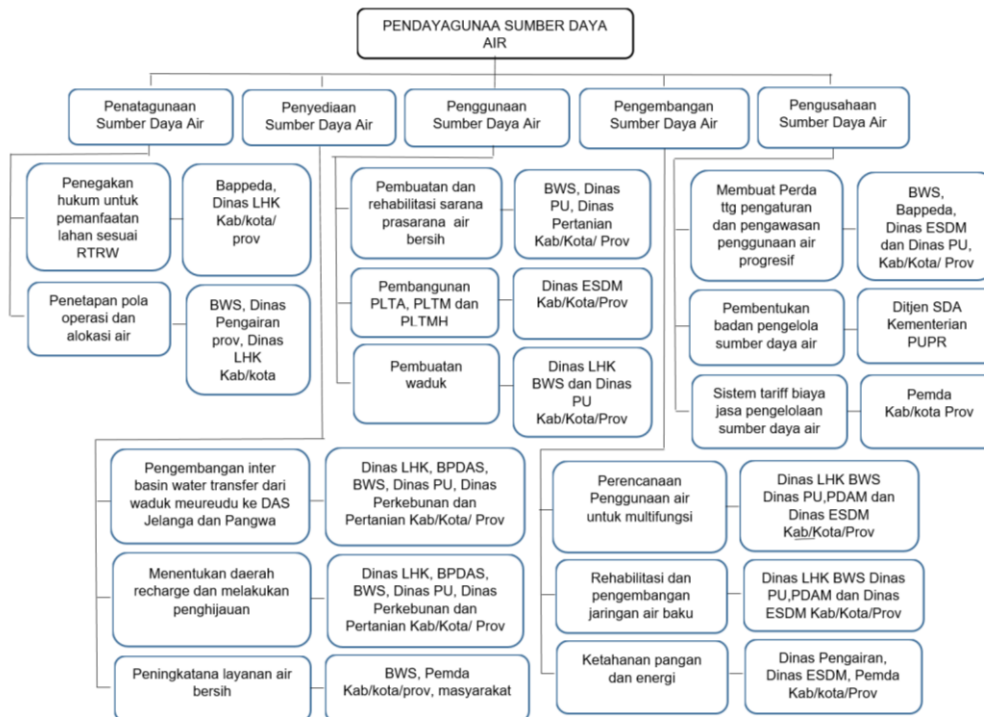 PENDAYAGUNAA SUMBER DAYA
AIR
Penatagunaan
Sumber Daya Air
Penyediaan
Sumber Daya Air
Penggunaan
Sumber Daya Air
Pengembangan
Sumber Daya Air
Pengusahaan
Sumber Daya Air
Penegakan
hukum untuk
pemanfaatan
lahan sesuai
RTRW
Bappeda,
Dinas LHK
Kab/kota/
prov
Penetapan pola
operasi dan
alokasi air
BWS, Dinas
Pengairan
prov, Dinas
LHK
Kab/kota
Pembuatan dan
rehabilitasi sarana
prasarana air
bersih
BWS, Dinas
PU, Dinas
Pertanian
Kab/Kota/ Prov
Pembangunan
PLTA, PLTM dan
PLTMH
Dinas ESDM
Kab/Kota/Prov
Pembuatan
waduk
Dinas LHK
BWS dan Dinas
PU
Kab/Kota/Prov
Membuat Perda
ttg pengaturan
dan pengawasan
penggunaan air
progresif
BWS,
Bappeda,
Dinas ESDM
dan Dinas PU,
Kab/Kota/ Prov
Pembentukan
badan pengelola
sumber daya air
Ditjen SDA
Kementerian
PUPR
Sistem tariff biaya
jasa pengelolaan
sumber daya air
Pemda
Kab/kota Prov
Pengembangan inter
basin water transfer dari
waduk meureudu ke DAS
Jelanga dan Pangwa
Dinas LHK, BPDAS,
BWS, Dinas PU, Dinas
Perkebunan dan
Pertanian Kab/Kota/ Prov
Menentukan daerah
recharge dan melakukan
penghijauan
Dinas LHK, BPDAS,
BWS, Dinas PU, Dinas
Perkebunan dan
Pertanian Kab/Kota/ Prov
Peningkatana layanan air
bersih
BWS, Pemda
Kab/kota/prov, masyarakat
Perencanaan
Penggunaan air
untuk multifungsi
Dinas LHK BWS
Dinas PU,PDAM dan
Dinas ESDM
Kab/Kota/Prov
Rehabilitasi dan
pengembangan
jaringan air baku
Dinas LHK BWS Dinas
PU,PDAM dan Dinas
ESDM Kab/Kota/Prov
Ketahanan pangan
dan energi
Dinas Pengairan,
Dinas ESDM, Pemda
Kab/kota/Prov